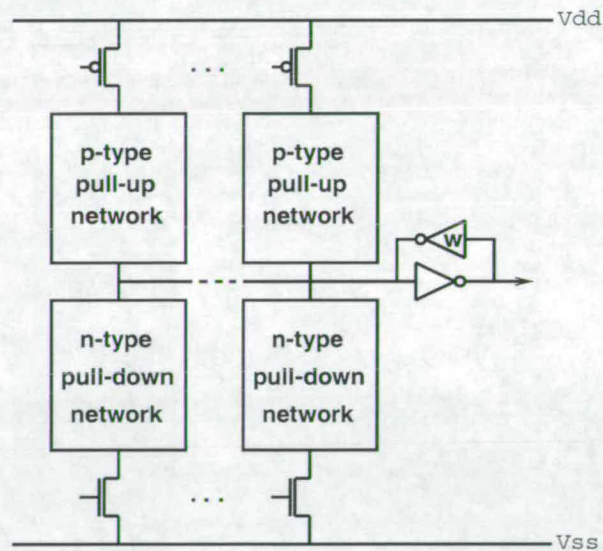 Vdd
p-type
pull-up
network
p-type
pull-up
network
W
n-type
pull-down
network
n-type
pull-down
network
Vss